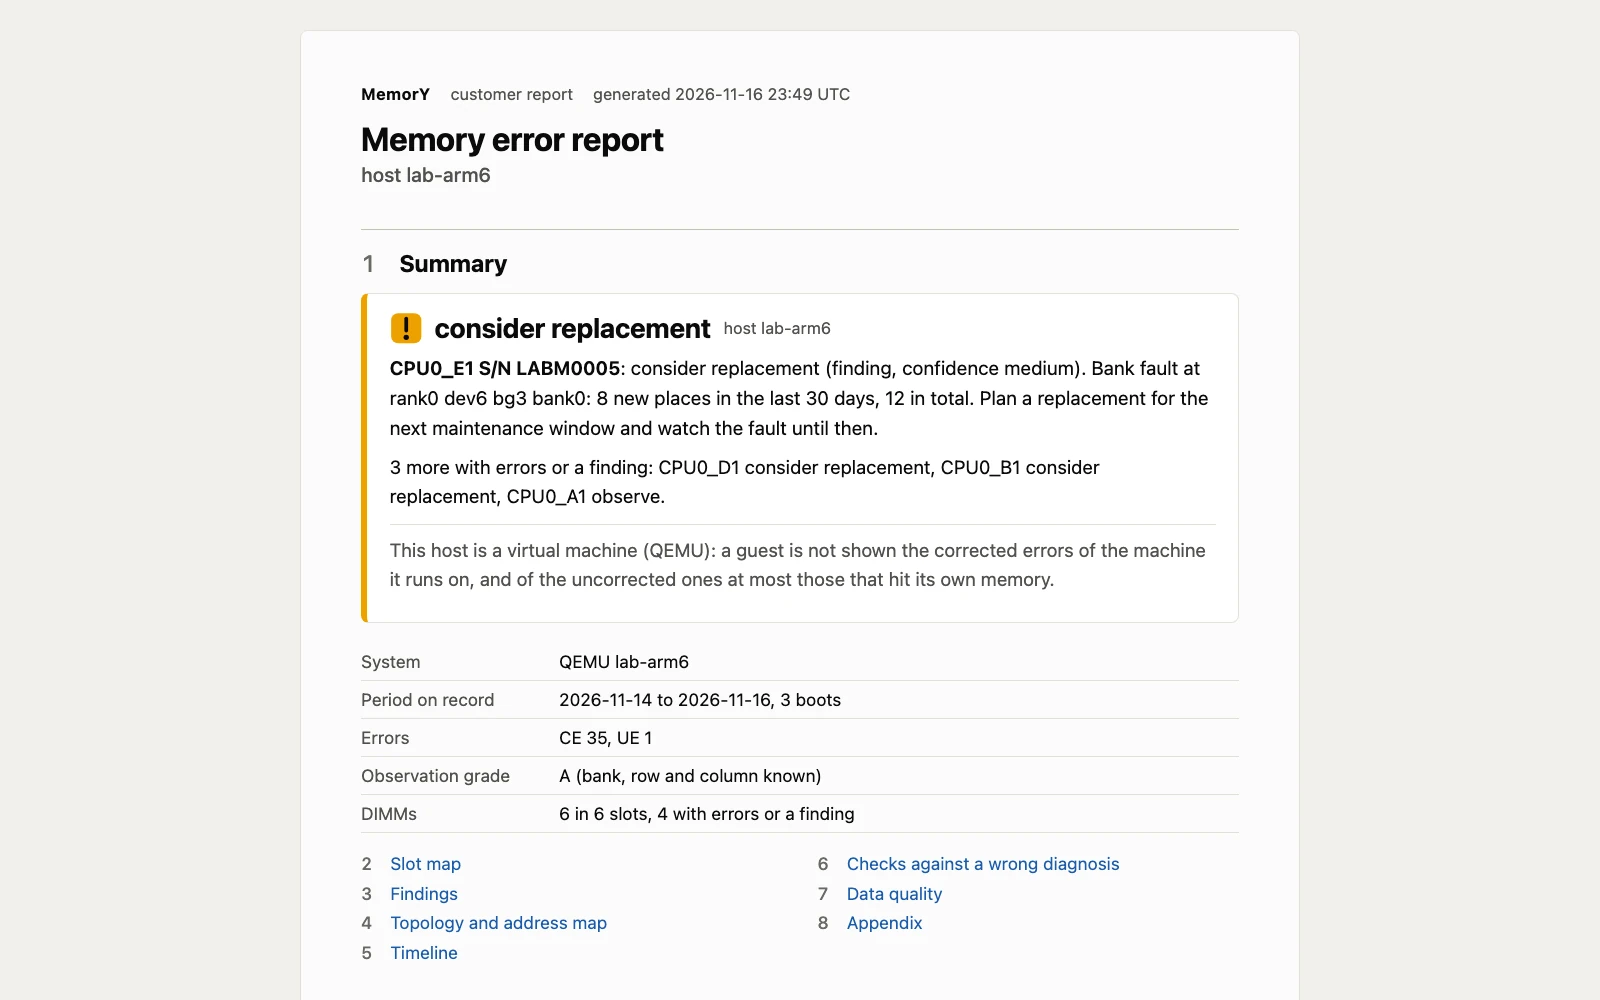 MemorY customer report generated 2026-11-16 23:49 UTC
Memory error report
host lab-arm6
1 Summary
! consider replacement host lab-arm6
CPU0_E1 S/N LABM0005: consider replacement (finding, confidence medium). Bank fault at
rank0 dev6 bg3 bank0: 8 new places in the last 30 days, 12 in total. Plan a replacement for the
next maintenance window and watch the fault until then.
3 more with errors or a finding: CPU0_D1 consider replacement, CPU0_B1 consider
replacement, CPU0_A1 observe.
This host is a virtual machine (QEMU): a guest is not shown the corrected errors of the machine
it runs on, and of the uncorrected ones at most those that hit its own memory.
System QEMU lab-arm6
Period on record 2026-11-14 to 2026-11-16, 3 boots
Errors CE 35, UE 1
Observation grade A (bank, row and column known)
DIMMs 6 in 6 slots, 4 with errors or a finding
2 Slot map
3 Findings
4 Topology and address map
5 Timeline
6 Checks against a wrong diagnosis
7 Data quality
8 Appendix